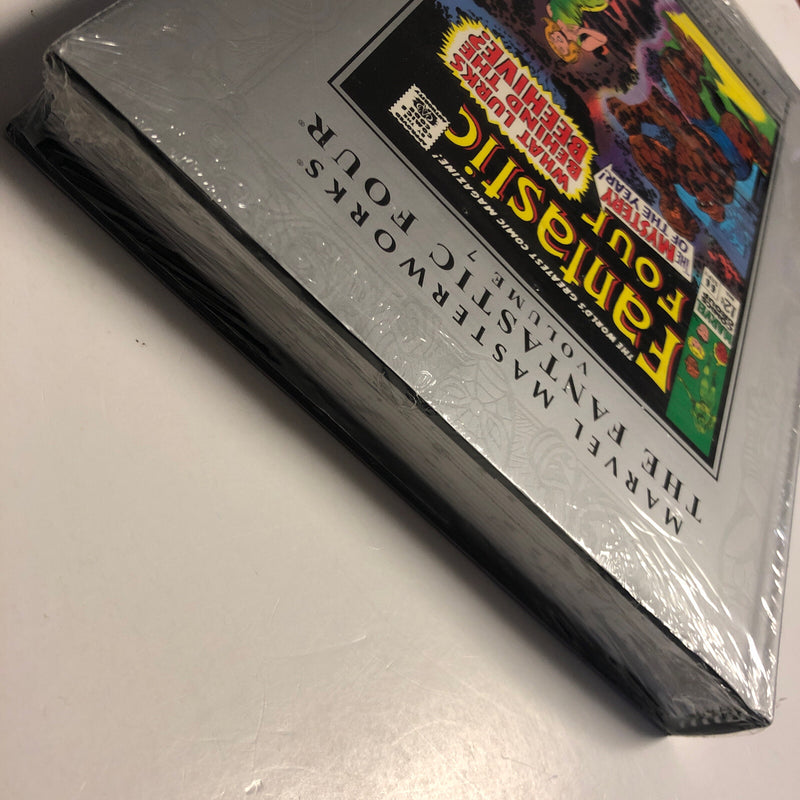 MARVEL MASTERWORKS®
THE FANTASTIC FOUR®
VOLUME 7
THE WORLD'S GREATEST COMIC MAGAZINE!
Fantastic
FOUR
THE MYSTERY
OF THE YEAR!
WHAT LURKS
BEHIND THE
BEEHIVE?
12¢